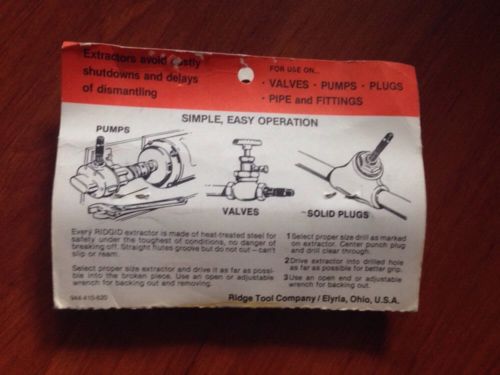 Extractors avoid costly
shutdowns and delays
of dismantling
FOR USE ON...
• VALVES • PUMPS • PLUGS
• PIPE and FITTINGS
SIMPLE, EASY OPERATION
PUMPS
VALVES
SOLID PLUGS
Every RIDGID extractor is made of heat-treated steel for
safety under the toughest of conditions, no danger of
breaking off. Straight flutes groove but do not cut — can't
slip or ream.
Select proper size extractor and drive it as far as possi-
ble into the broken piece. Use an open or adjustable
wrench for backing out and removing.
1 Select proper size drill as marked
on extractor. Center punch plug
and drill clear through.
2 Drive extractor into drilled hole
as far as possible for better grip.
3 Use an open end or adjustable
wrench for backing out.
944-410-620
Ridge Tool Company / Elyria, Ohio, U.S.A.